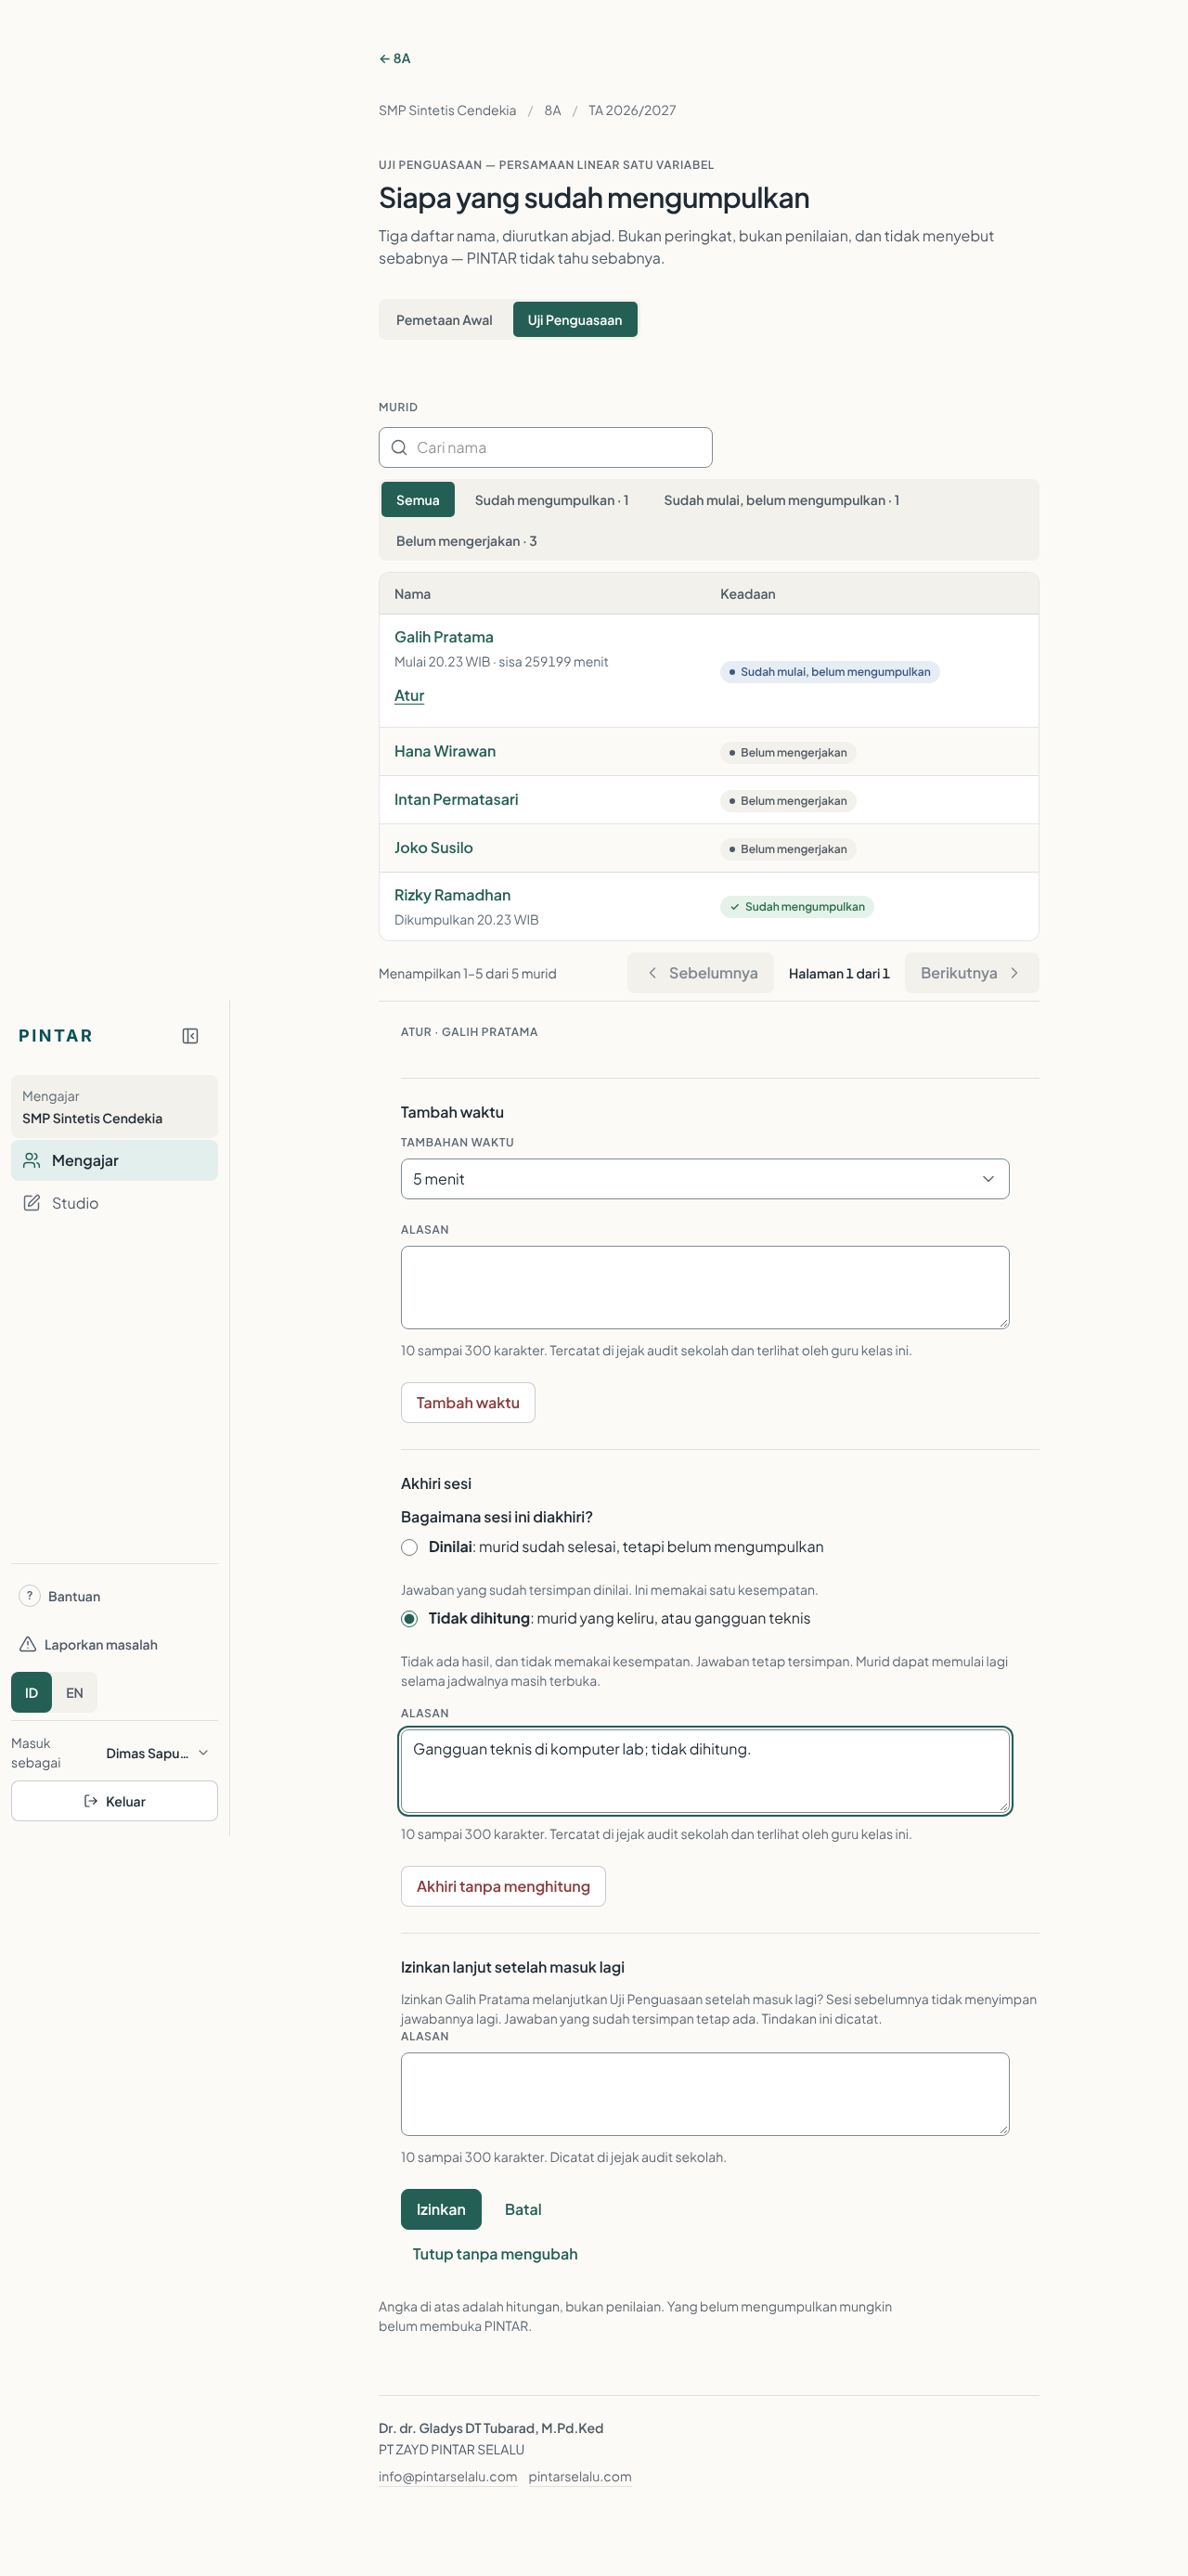 ← 8A
SMP Sintetis Cendekia / 8A / TA 2026/2027
UJI PENGUASAAN — PERSAMAAN LINEAR SATU VARIABEL
Siapa yang sudah mengumpulkan
Tiga daftar nama, diurutkan abjad. Bukan peringkat, bukan penilaian, dan tidak menyebut
sebabnya — PINTAR tidak tahu sebabnya.
Pemetaan Awal Uji Penguasaan
MURID
Cari nama
Semua Sudah mengumpulkan · 1 Sudah mulai, belum mengumpulkan · 1
Belum mengerjakan · 3
Nama Keadaan
Galih Pratama
Mulai 20.23 WIB · sisa 259199 menit
Sudah mulai, belum mengumpulkan
Atur
Hana Wirawan Belum mengerjakan
Intan Permatasari Belum mengerjakan
Joko Susilo Belum mengerjakan
Rizky Ramadhan
Dikumpulkan 20.23 WIB
Sudah mengumpulkan
Menampilkan 1–5 dari 5 murid Sebelumnya Halaman 1 dari 1 Berikutnya
PINTAR
Mengajar
SMP Sintetis Cendekia
Mengajar
Studio
? Bantuan
Laporkan masalah
ID EN
Masuk
sebagai
Dimas Sapu...
Keluar
ATUR · GALIH PRATAMA
Tambah waktu
TAMBAHAN WAKTU
5 menit
ALASAN
10 sampai 300 karakter. Tercatat di jejak audit sekolah dan terlihat oleh guru kelas ini.
Tambah waktu
Akhiri sesi
Bagaimana sesi ini diakhiri?
Dinilai: murid sudah selesai, tetapi belum mengumpulkan
Jawaban yang sudah tersimpan dinilai. Ini memakai satu kesempatan.
Tidak dihitung: murid yang keliru, atau gangguan teknis
Tidak ada hasil, dan tidak memakai kesempatan. Jawaban tetap tersimpan. Murid dapat memulai lagi
selama jadwalnya masih terbuka.
ALASAN
Gangguan teknis di komputer lab; tidak dihitung.
10 sampai 300 karakter. Tercatat di jejak audit sekolah dan terlihat oleh guru kelas ini.
Akhiri tanpa menghitung
Izinkan lanjut setelah masuk lagi
Izinkan Galih Pratama melanjutkan Uji Penguasaan setelah masuk lagi? Sesi sebelumnya tidak menyimpan
jawabannya lagi. Jawaban yang sudah tersimpan tetap ada. Tindakan ini dicatat.
ALASAN
10 sampai 300 karakter. Dicatat di jejak audit sekolah.
Izinkan Batal
Tutup tanpa mengubah
Angka di atas adalah hitungan, bukan penilaian. Yang belum mengumpulkan mungkin
belum membuka PINTAR.
Dr. dr. Gladys DT Tubarad, M.Pd.Ked
PT ZAYD PINTAR SELALU
info@pintarselalu.com pintarselalu.com